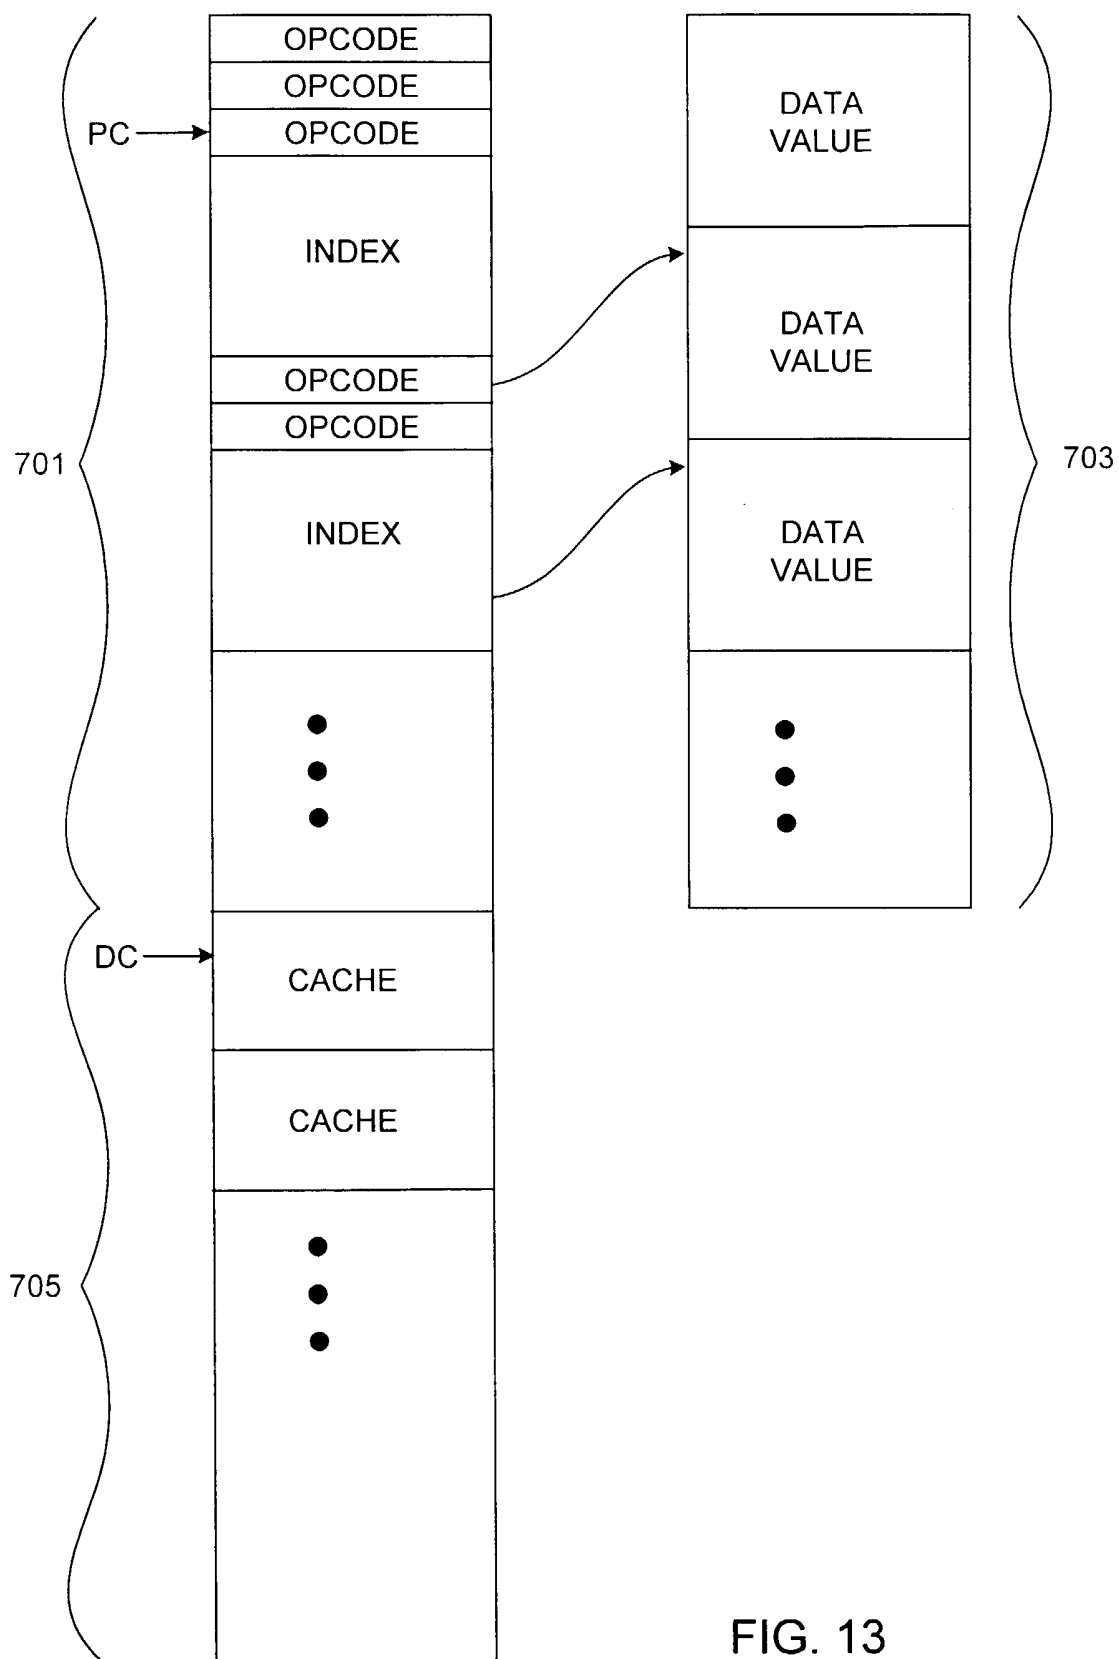 OPCODE
OPCODE
PC
OPCODE
INDEX
OPCODE
OPCODE
701
INDEX
DC
CACHE
CACHE
705
DATA
VALUE
DATA
VALUE
703
DATA
VALUE
FIG. 13